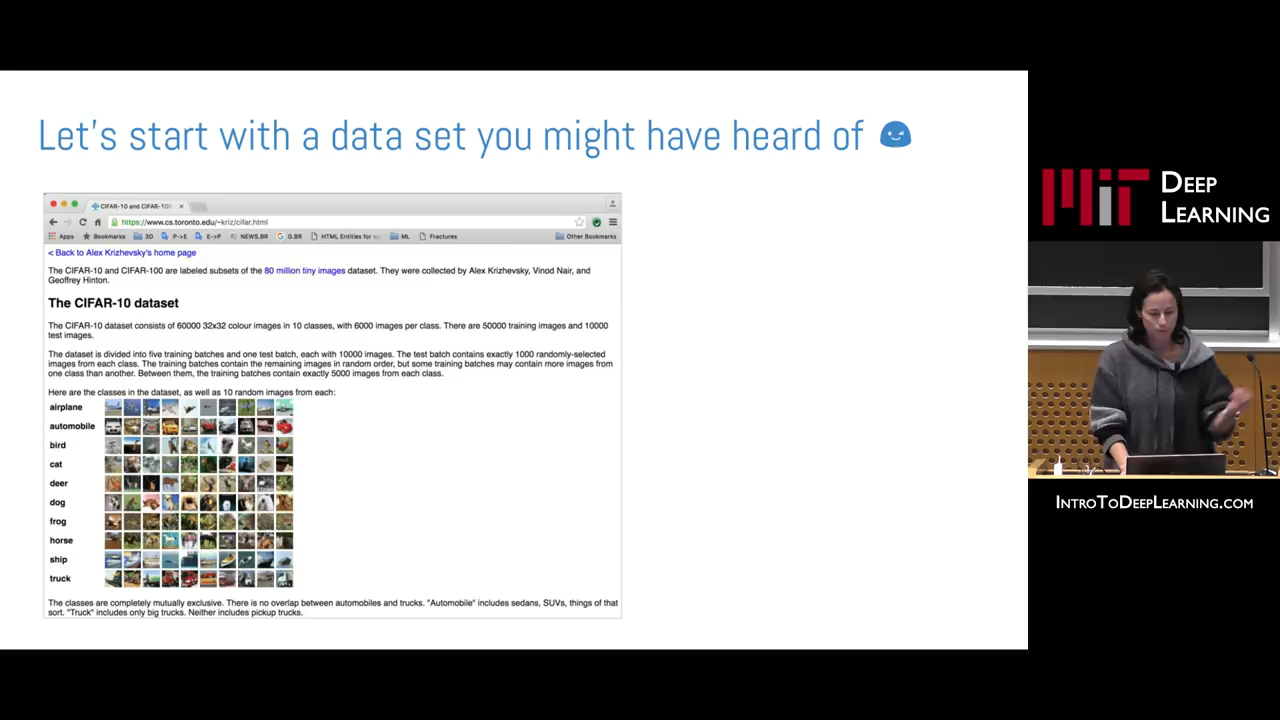 Let's start with a data set you might have heard of
CIFAR-10 and CIFAR-100
https://www.cs.toronto.edu/~kriz/cifar.html
Apps Bookmarks 3D P->E E->P NEWS.BR G.BR HTML Entities for ML Fractures Other Bookmarks
< Back to Alex Krizhevsky's home page
The CIFAR-10 and CIFAR-100 are labeled subsets of the 80 million tiny images dataset. They were collected by Alex Krizhevsky, Vinod Nair, and
Geoffrey Hinton.
The CIFAR-10 dataset
The CIFAR-10 dataset consists of 60000 32x32 colour images in 10 classes, with 6000 images per class. There are 50000 training images and 10000
test images.
The dataset is divided into five training batches and one test batch, each with 10000 images. The test batch contains exactly 1000 randomly-selected
images from each class. The training batches contain the remaining images in random order, but some training batches may contain more images from
one class than another. Between them, the training batches contain exactly 5000 images from each class.
Here are the classes in the dataset, as well as 10 random images from each:
airplane
automobile
bird
cat
deer
dog
frog
horse
ship
truck
The classes are completely mutually exclusive. There is no overlap between automobiles and trucks. "Automobile" includes sedans, SUVs, things of that
sort. "Truck" includes only big trucks. Neither includes pickup trucks.
MIT DEEP
LEARNING
INTROTODEEPLEARNING.COM